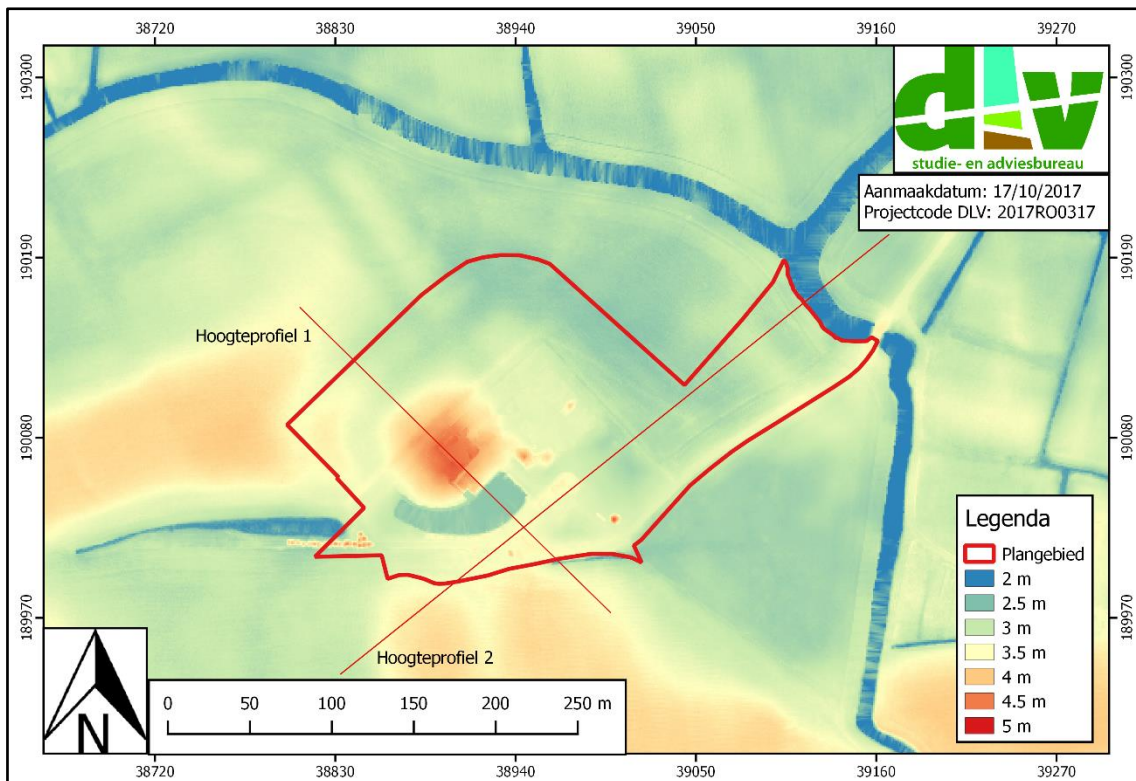 38720 38830 38940 39050 39160 39270
190300 190300
dlv
studie- en adviesbureau
Aanmaakdatum: 17/10/2017
Projectcode DLV: 2017RO0317
190190 190190
Hoogteprofiel 1
190080 190080
Legenda
Plangebied
2 m
2.5 m
3 m
3.5 m
4 m
4.5 m
5 m
189970 189970
Hoogteprofiel 2
N
0 50 100 150 200 250 m
38720 38830 38940 39050 39160 39270